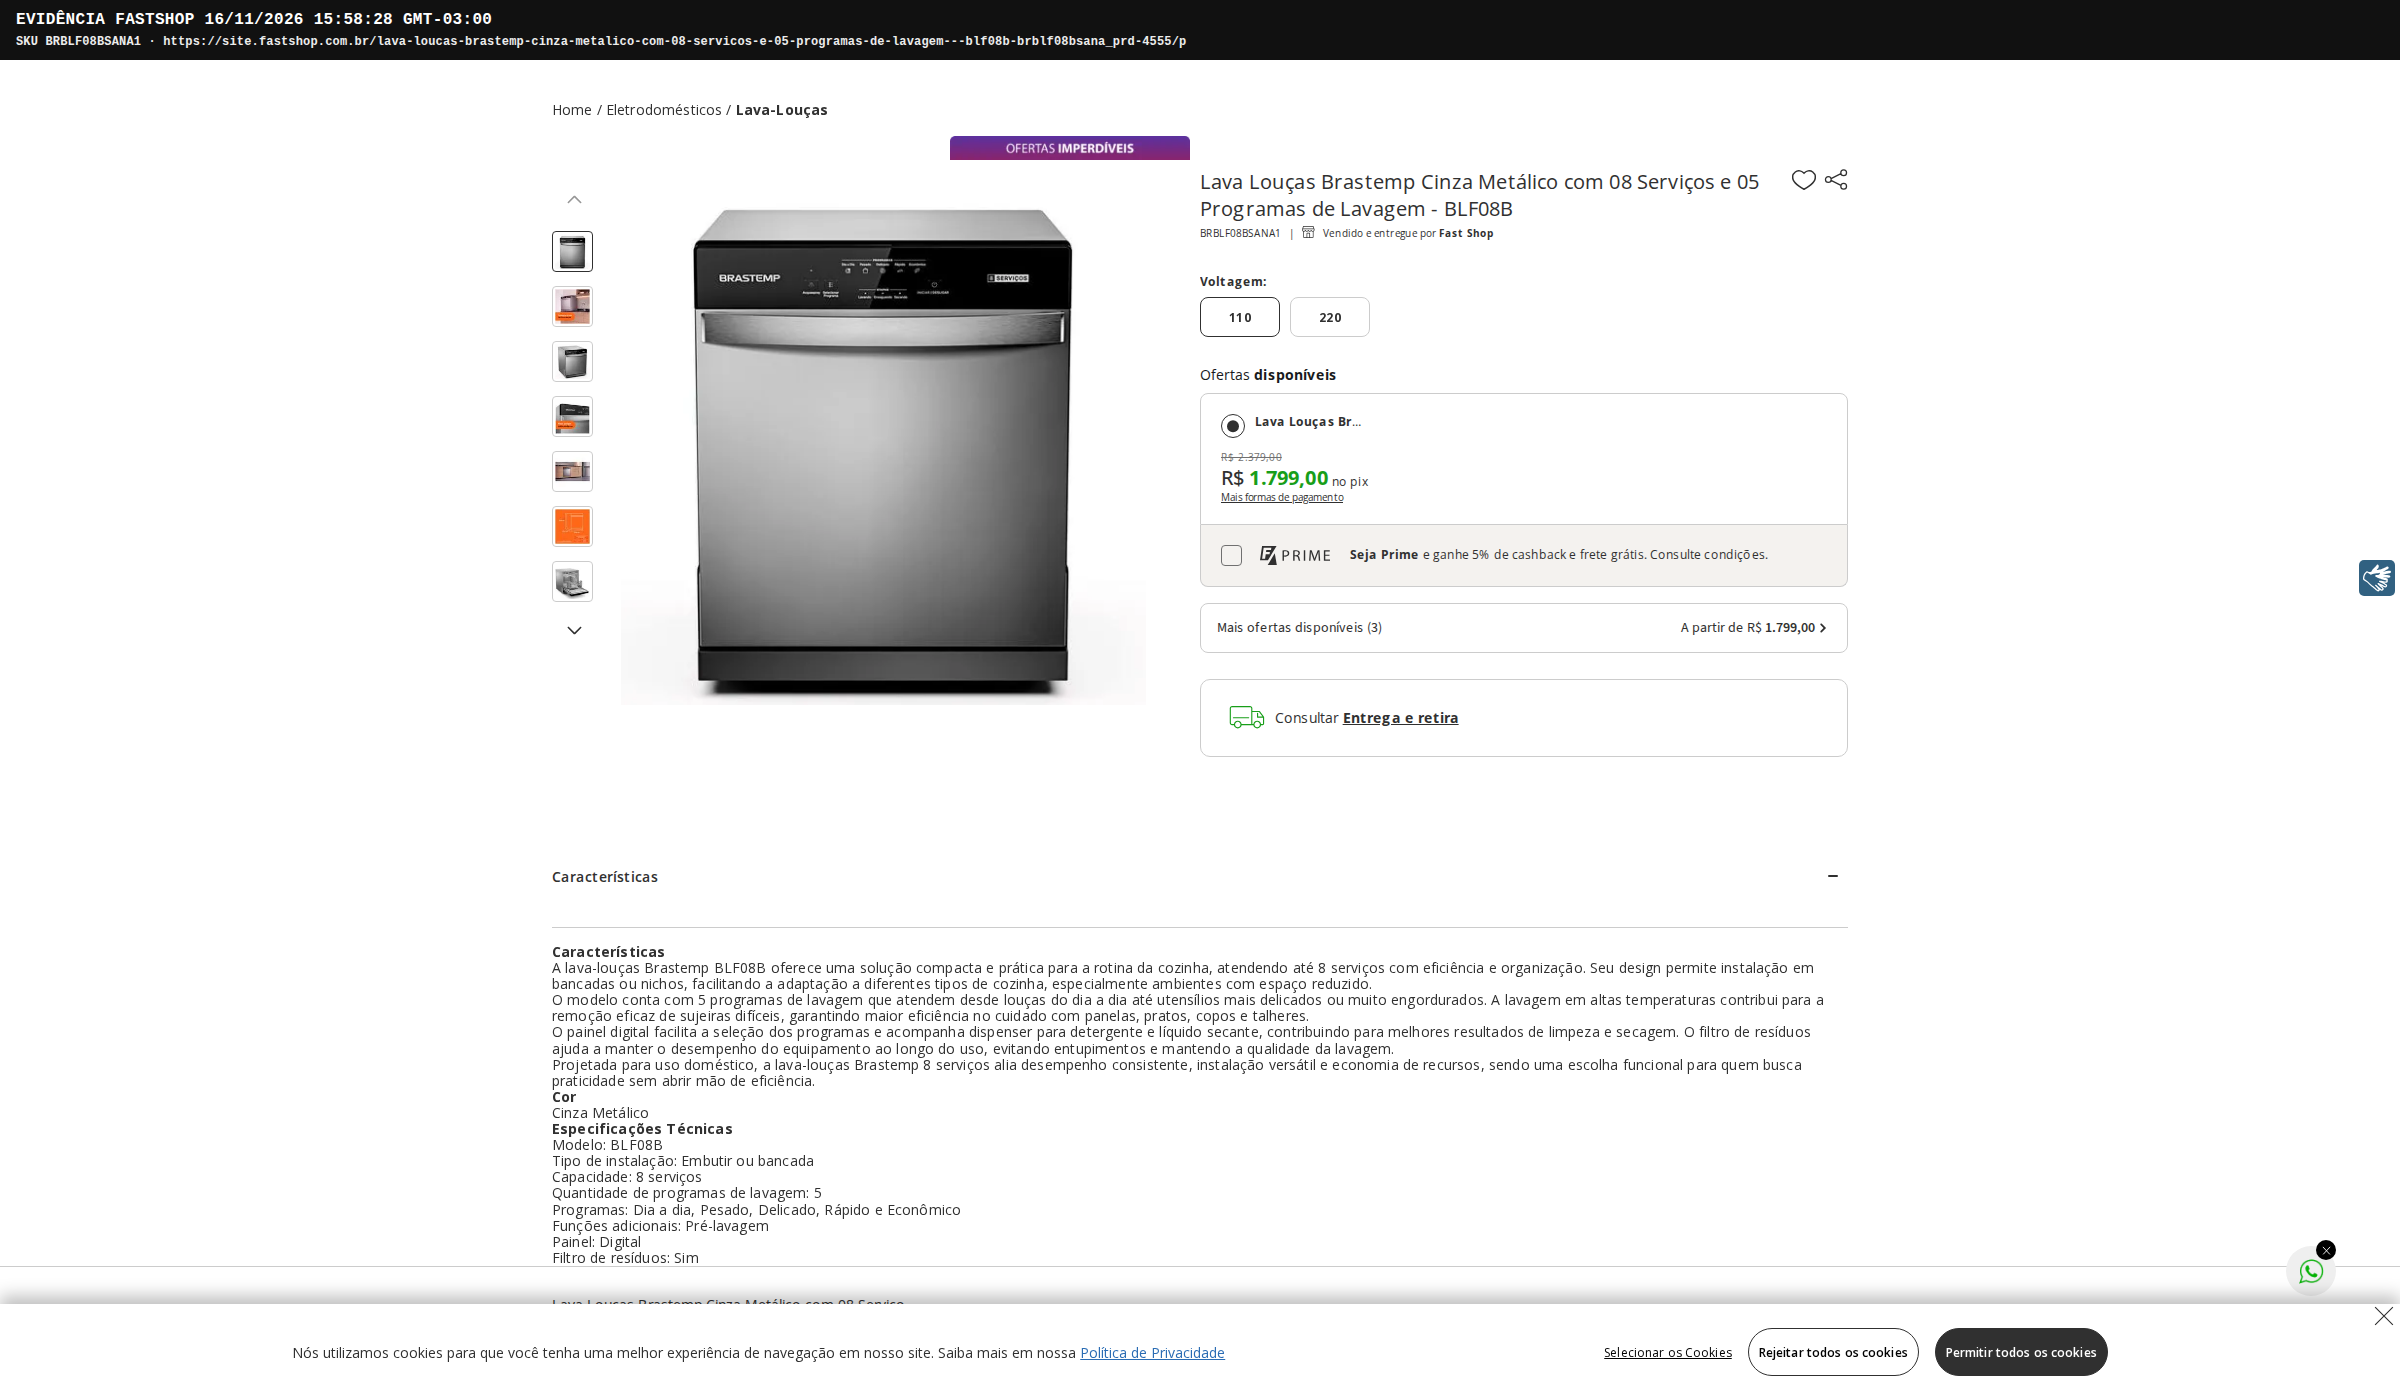 EVIDÊNCIA FASTSHOP 16/11/2026 15:58:28 GMT-03:00
SKU BRBLF08BSANA1 · https://site.fastshop.com.br/lava-loucas-brastemp-cinza-metalico-com-08-servicos-e-05-programas-de-lavagem---blf08b-brblf08bsana_prd-4555/p
Home / Eletrodomésticos / Lava-Louças
OFERTAS IMPERDÍVEIS
Lava Louças Brastemp Cinza Metálico com 08 Serviços e 05
Programas de Lavagem - BLF08B
BRBLF08BSANA1 | Vendido e entregue por Fast Shop
BRASTEMP
8 SERVIÇOS
Voltagem:
110
220
Ofertas disponíveis
Lava Louças Br...
R$ 2.379,00
R$ 1.799,00 no pix
Mais formas de pagamento
PRIME Seja Prime e ganhe 5% de cashback e frete grátis. Consulte condições.
Mais ofertas disponíveis (3)
A partir de R$ 1.799,00
Consultar Entrega e retira
Características
Características
A lava-louças Brastemp BLF08B oferece uma solução compacta e prática para a rotina da cozinha, atendendo até 8 serviços com eficiência e organização. Seu design permite instalação em
bancadas ou nichos, facilitando a adaptação a diferentes tipos de cozinha, especialmente ambientes com espaço reduzido.
O modelo conta com 5 programas de lavagem que atendem desde louças do dia a dia até utensílios mais delicados ou muito engordurados. A lavagem em altas temperaturas contribui para a
remoção eficaz de sujeiras difíceis, garantindo maior eficiência no cuidado com panelas, pratos, copos e talheres.
O painel digital facilita a seleção dos programas e acompanha dispenser para detergente e líquido secante, contribuindo para melhores resultados de limpeza e secagem. O filtro de resíduos
ajuda a manter o desempenho do equipamento ao longo do uso, evitando entupimentos e mantendo a qualidade da lavagem.
Projetada para uso doméstico, a lava-louças Brastemp 8 serviços alia desempenho consistente, instalação versátil e economia de recursos, sendo uma escolha funcional para quem busca
praticidade sem abrir mão de eficiência.
Cor
Cinza Metálico
Especificações Técnicas
Modelo: BLF08B
Tipo de instalação: Embutir ou bancada
Capacidade: 8 serviços
Quantidade de programas de lavagem: 5
Programas: Dia a dia, Pesado, Delicado, Rápido e Econômico
Funções adicionais: Pré-lavagem
Painel: Digital
Filtro de resíduos: Sim
Lava Louças Brastemp Cinza Metálico com 08 Serviço
Nós utilizamos cookies para que você tenha uma melhor experiência de navegação em nosso site. Saiba mais em nossa Política de Privacidade
Selecionar os Cookies
Rejeitar todos os cookies
Permitir todos os cookies